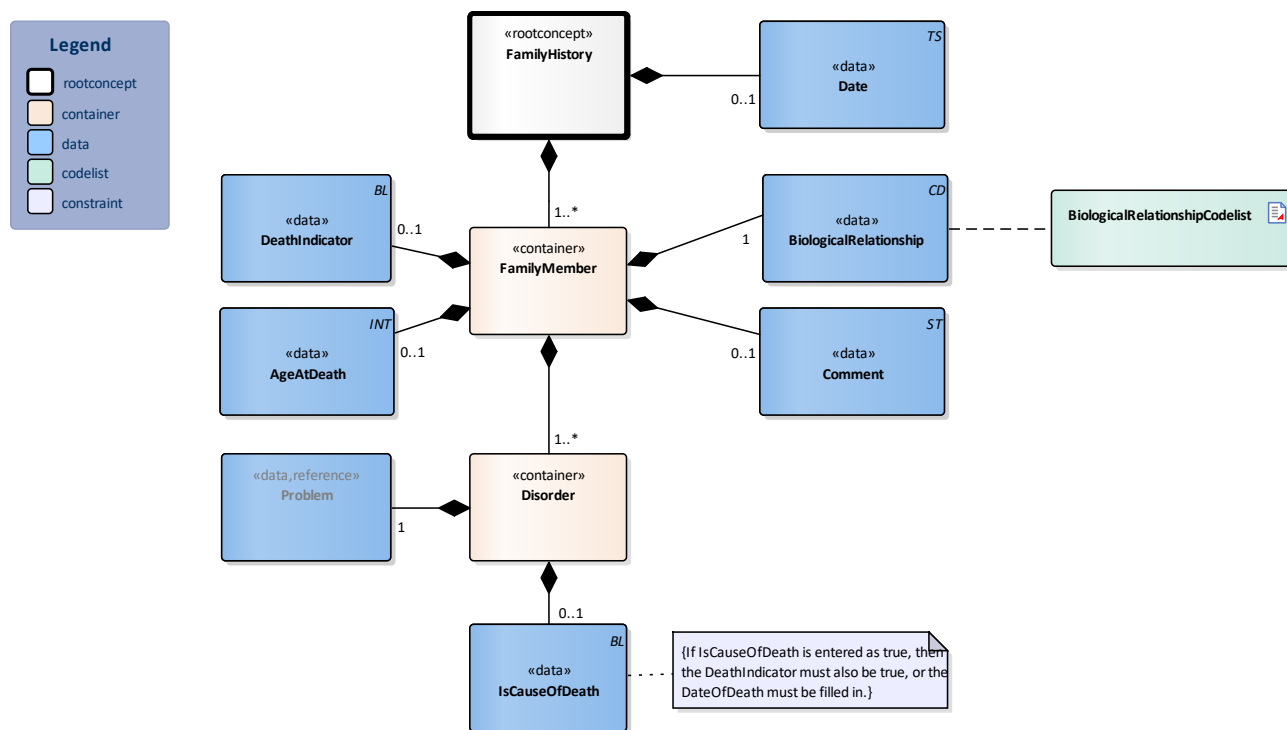 Legend
rootconcept
container
data
codelist
constraint
«rootconcept»
FamilyHistory
TS
«data»
Date
0..1
1..*
BL
«data»
DeathIndicator
0..1
«container»
FamilyMember
CD
«data»
BiologicalRelationship
1
BiologicalRelationshipCodelist
INT
«data»
AgeAtDeath
0..1
ST
«data»
Comment
0..1
1..*
«data,reference»
Problem
1
«container»
Disorder
0..1
BL
«data»
IsCauseOfDeath
{If IsCauseOfDeath is entered as true, then
the DeathIndicator must also be true, or the
DateOfDeath must be filled in.}